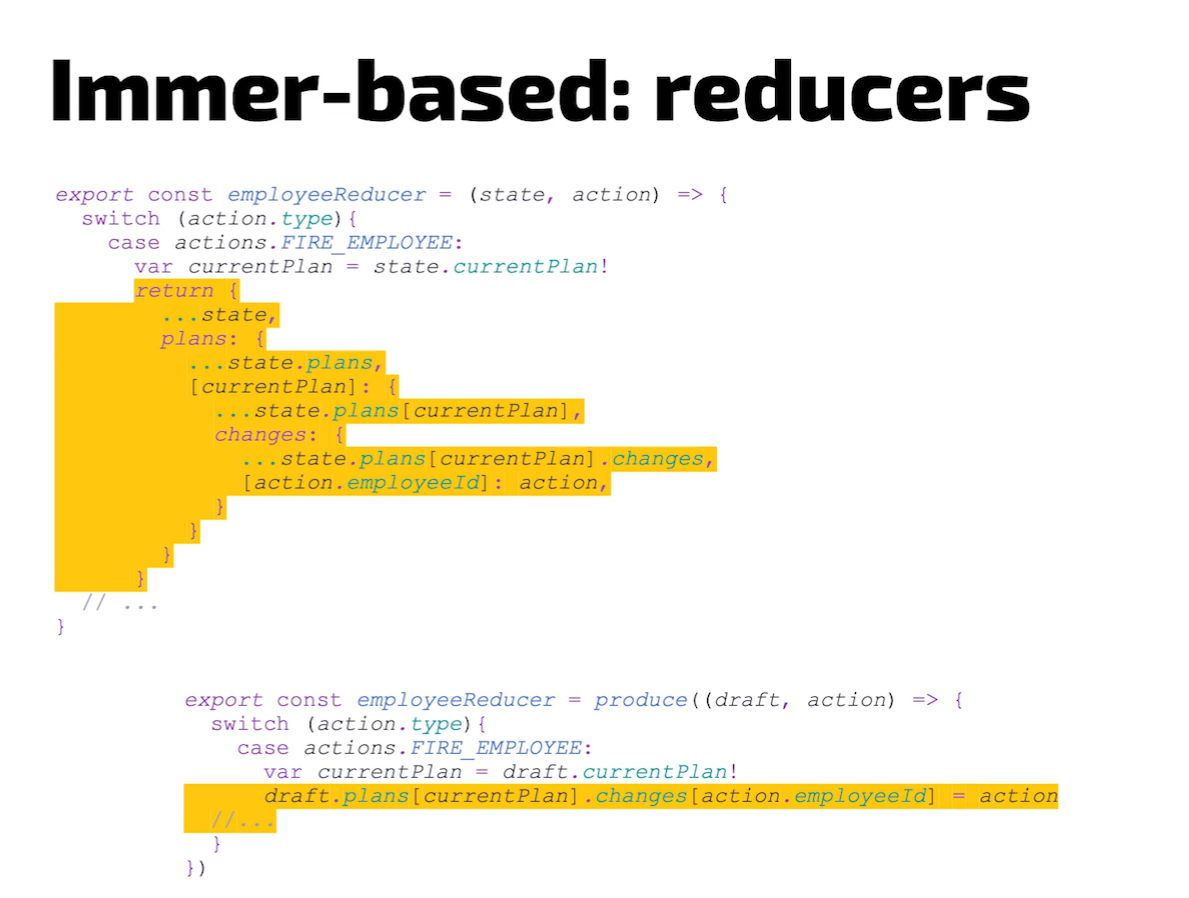 Immer-based: reducers
export const employeeReducer = (state, action) => {
  switch (action.type){
    case actions.FIRE_EMPLOYEE:
      var currentPlan = state.currentPlan!
      return {
        ...state,
        plans: {
          ...state.plans,
          [currentPlan]: {
            ...state.plans[currentPlan],
            changes: {
              ...state.plans[currentPlan].changes,
              [action.employeeId]: action,
            }
          }
        }
      }
  // ...
}
export const employeeReducer = produce((draft, action) => {
  switch (action.type){
    case actions.FIRE_EMPLOYEE:
      var currentPlan = draft.currentPlan!
      draft.plans[currentPlan].changes[action.employeeId] = action
  //...
  }
})